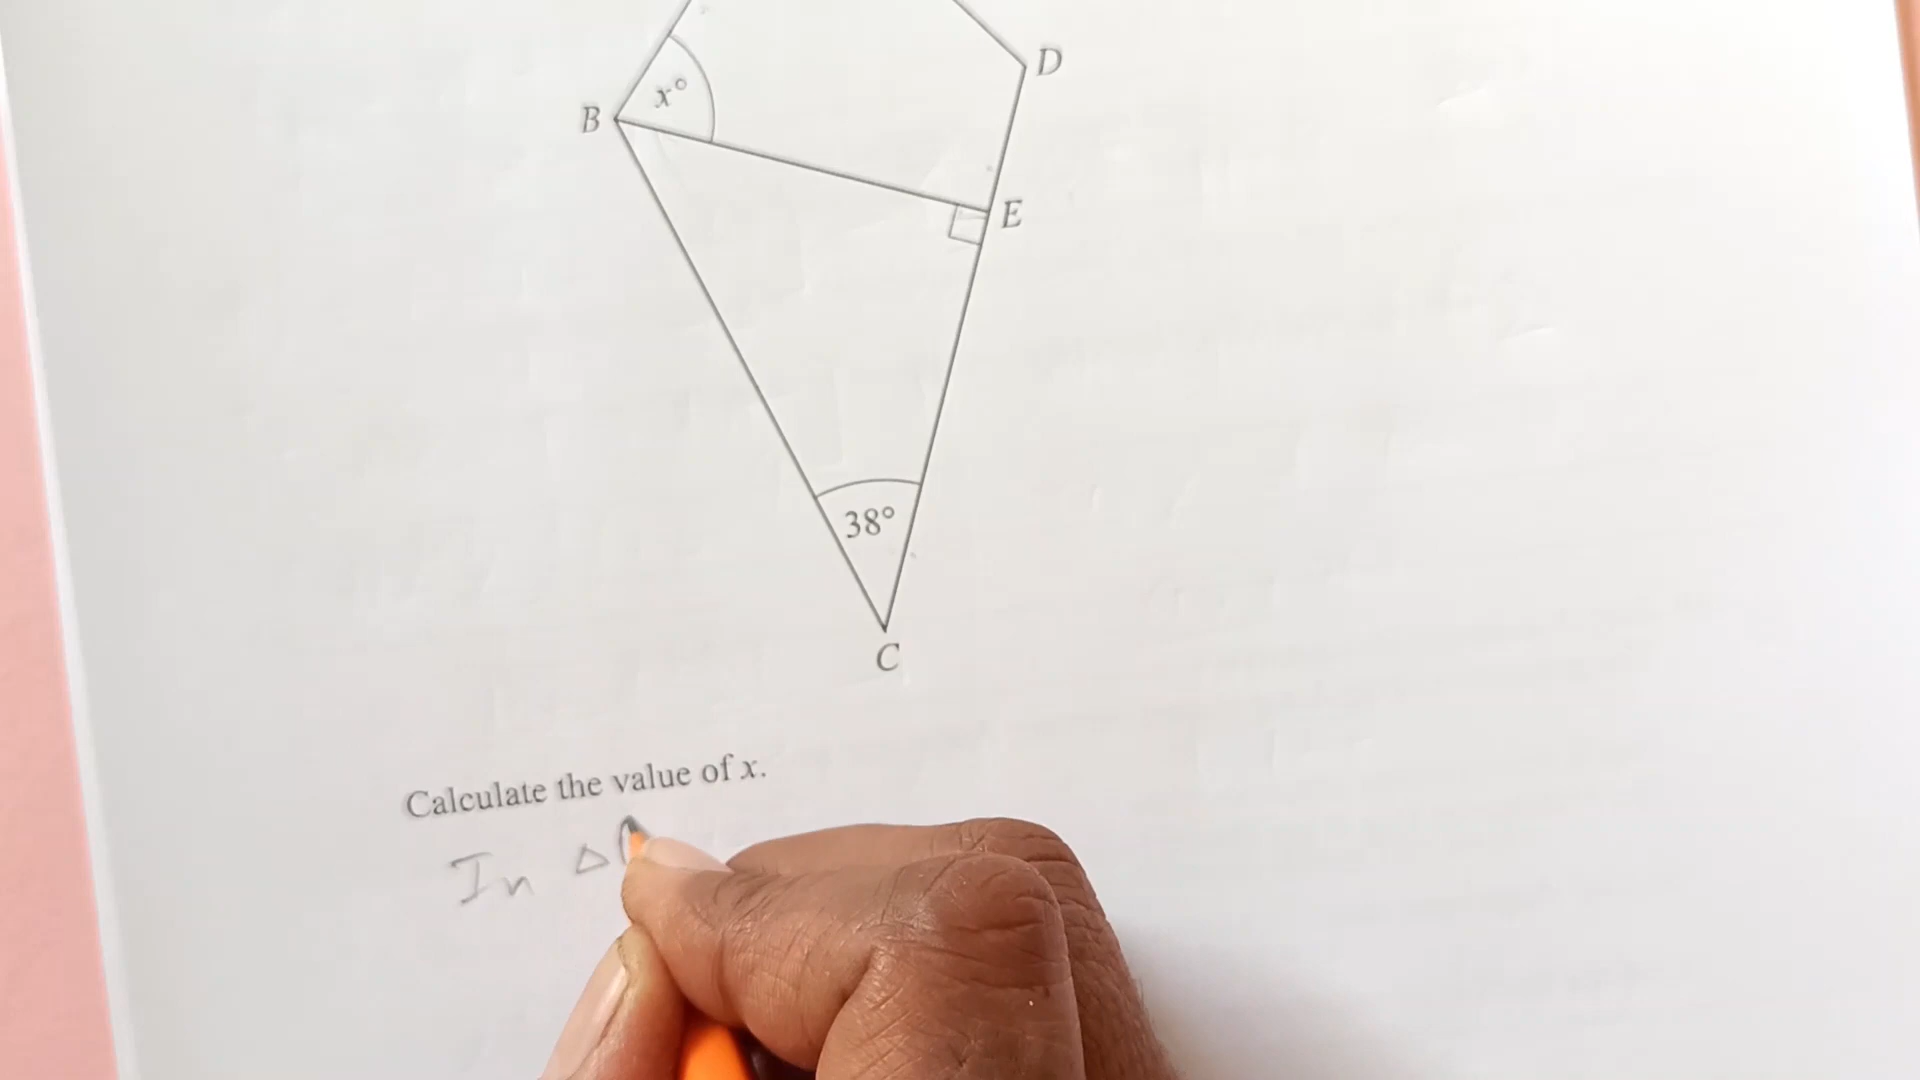 D
B
x°
E
38°
C
Calculate the value of x.
In Δ